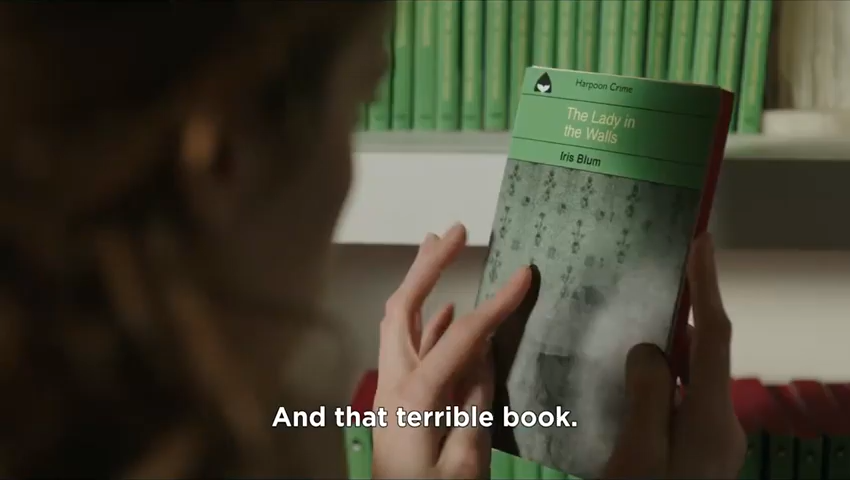 Harpoon Crime
The Lady in
the Walls
Iris Blum
And that terrible book.